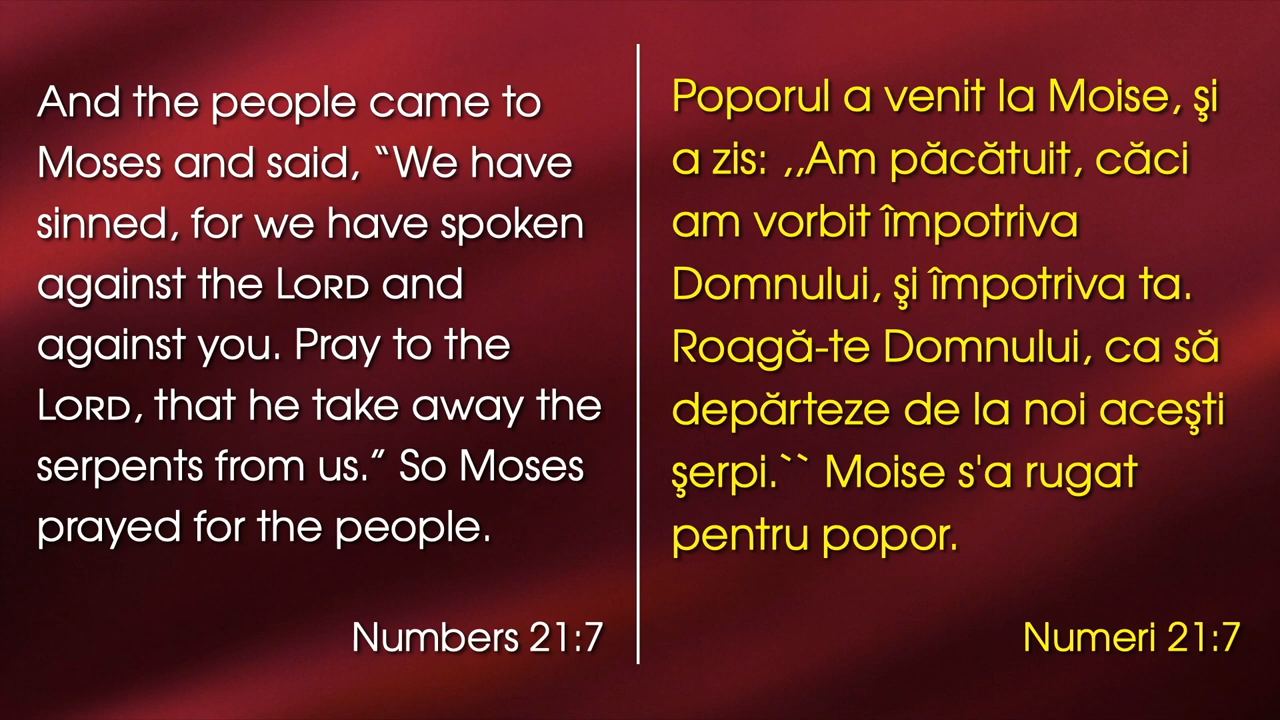 And the people came to
Moses and said, “We have
sinned, for we have spoken
against the LORD and
against you. Pray to the
LORD, that he take away the
serpents from us.” So Moses
prayed for the people.
Numbers 21:7
Poporul a venit la Moise, şi
a zis: ,,Am păcătuit, căci
am vorbit împotriva
Domnului, şi împotriva ta.
Roagă-te Domnului, ca să
depărteze de la noi aceşti
şerpi.`` Moise s'a rugat
pentru popor.
Numeri 21:7